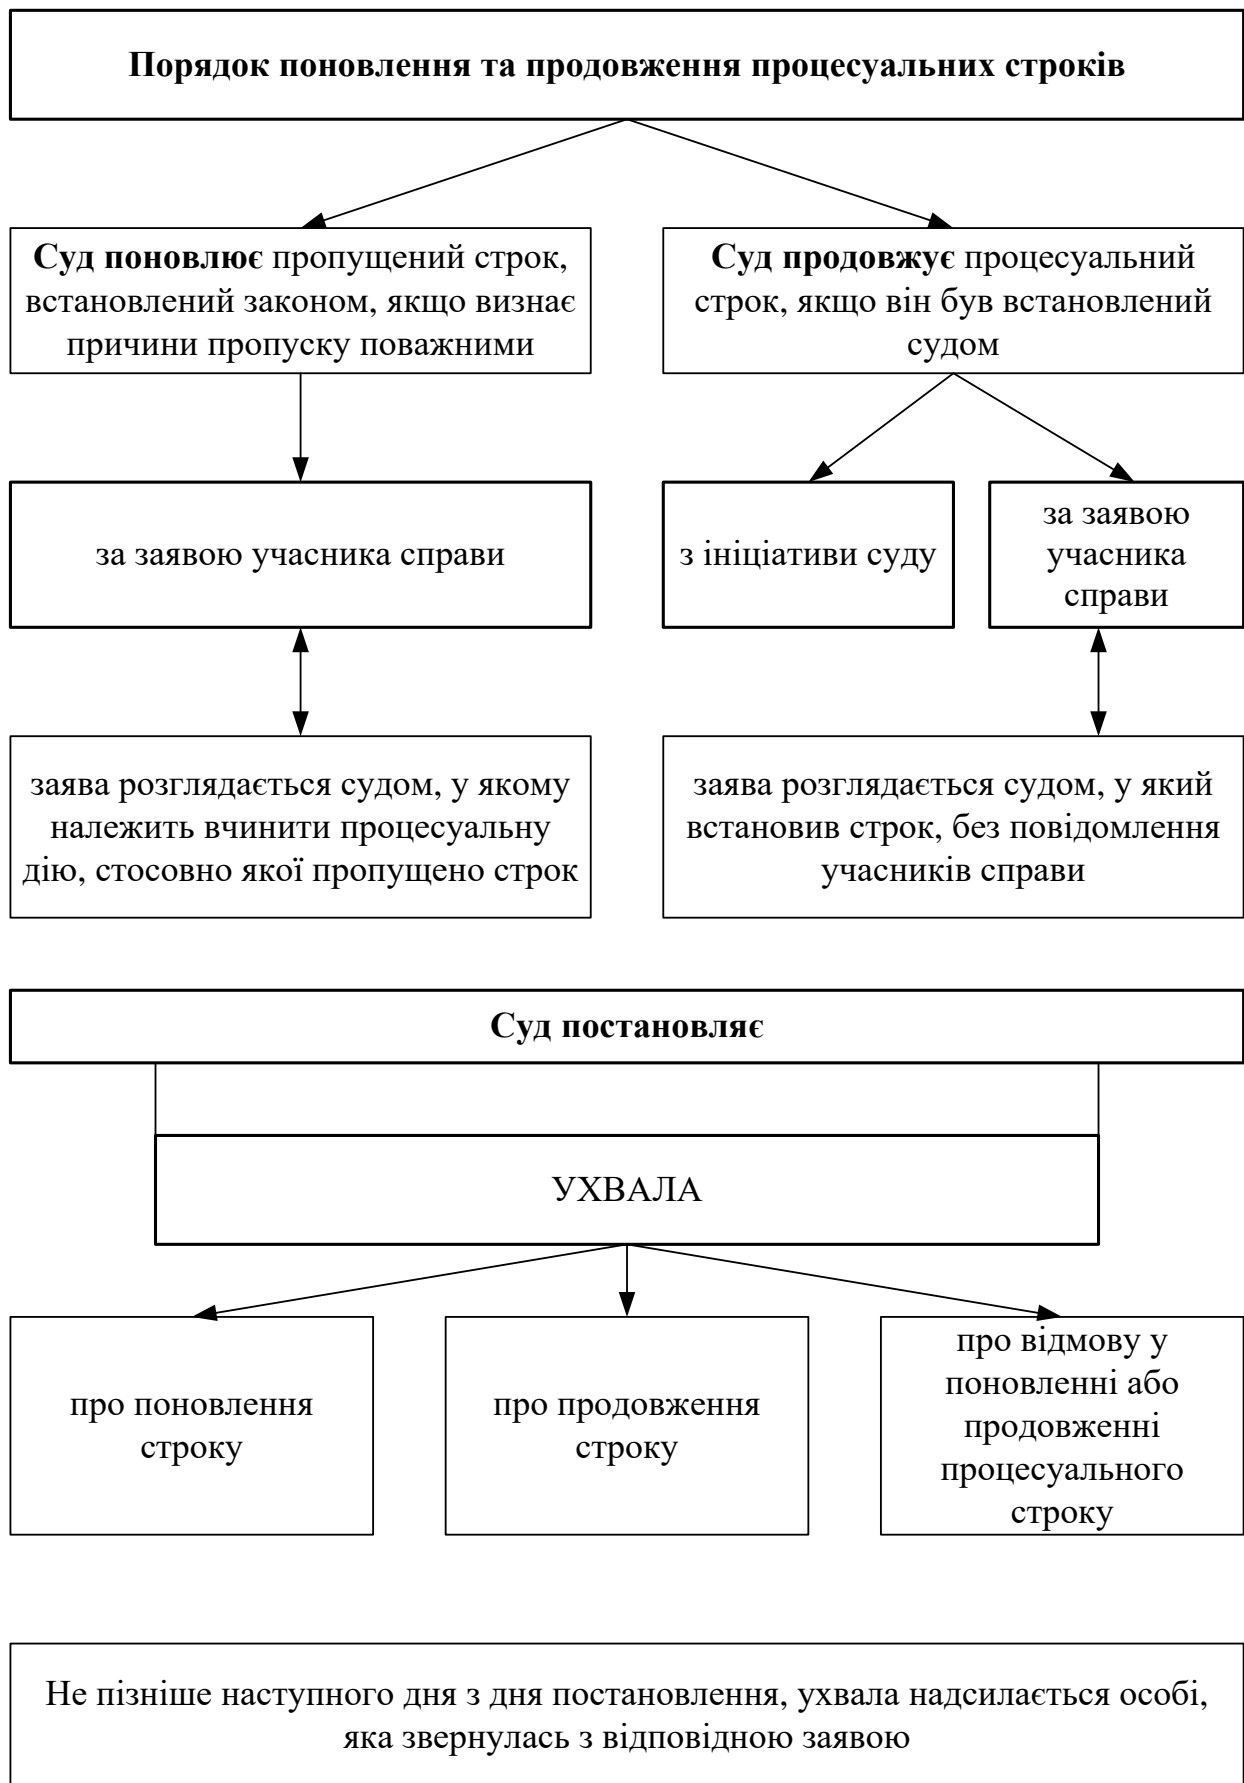 Порядок поновлення та продовження процесуальних строків
Суд поновлює пропущений строк,
встановлений законом, якщо визнає
причини пропуску поважними
Суд продовжує процесуальний
строк, якщо він був встановлений
судом
за заявою учасника справи
з ініціативи суду
за заявою
учасника
справи
заява розглядається судом, у якому
належить вчинити процесуальну
дію, стосовно якої пропущено строк
заява розглядається судом, у який
встановив строк, без повідомлення
учасників справи
Суд постановляє
УХВАЛА
про поновлення
строку
про продовження
строку
про відмову у
поновленні або
продовженні
процесуального
строку
Не пізніше наступного дня з дня постановлення, ухвала надсилається особі,
яка звернулась з відповідною заявою